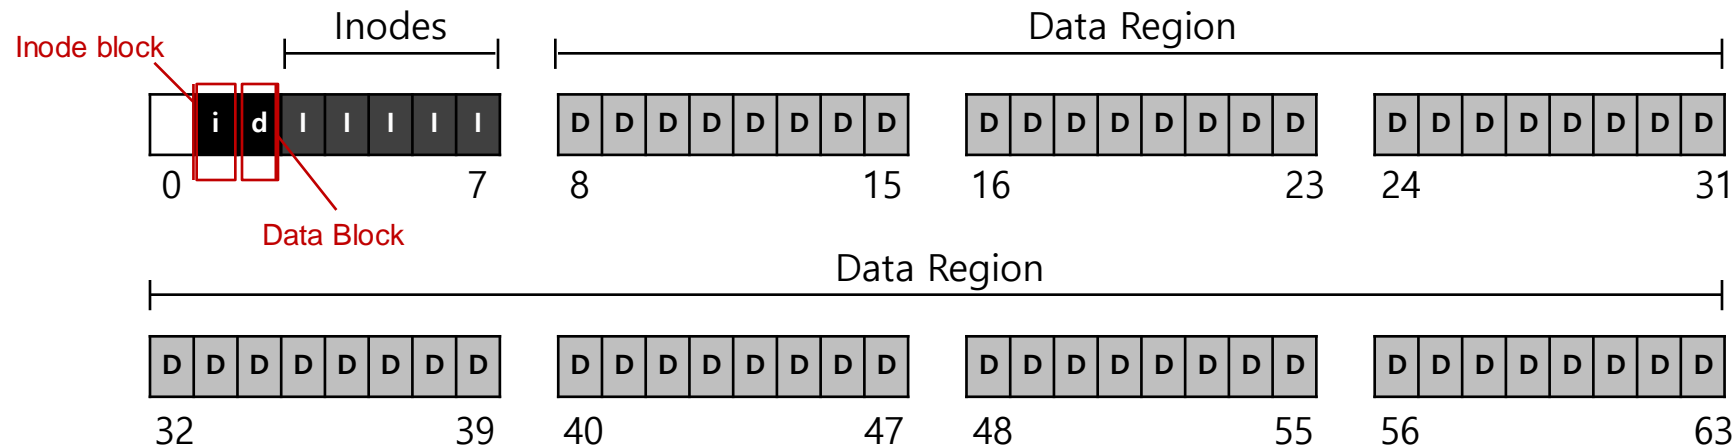 Inodes
Data Region
Inode block
i d I I I I I
D D D D D D D D
D D D D D D D D
D D D D D D D D
0 7
8 15
16 23
24 31
Data Block
Data Region
D D D D D D D D
D D D D D D D D
D D D D D D D D
D D D D D D D D
32 39
40 47
48 55
56 63